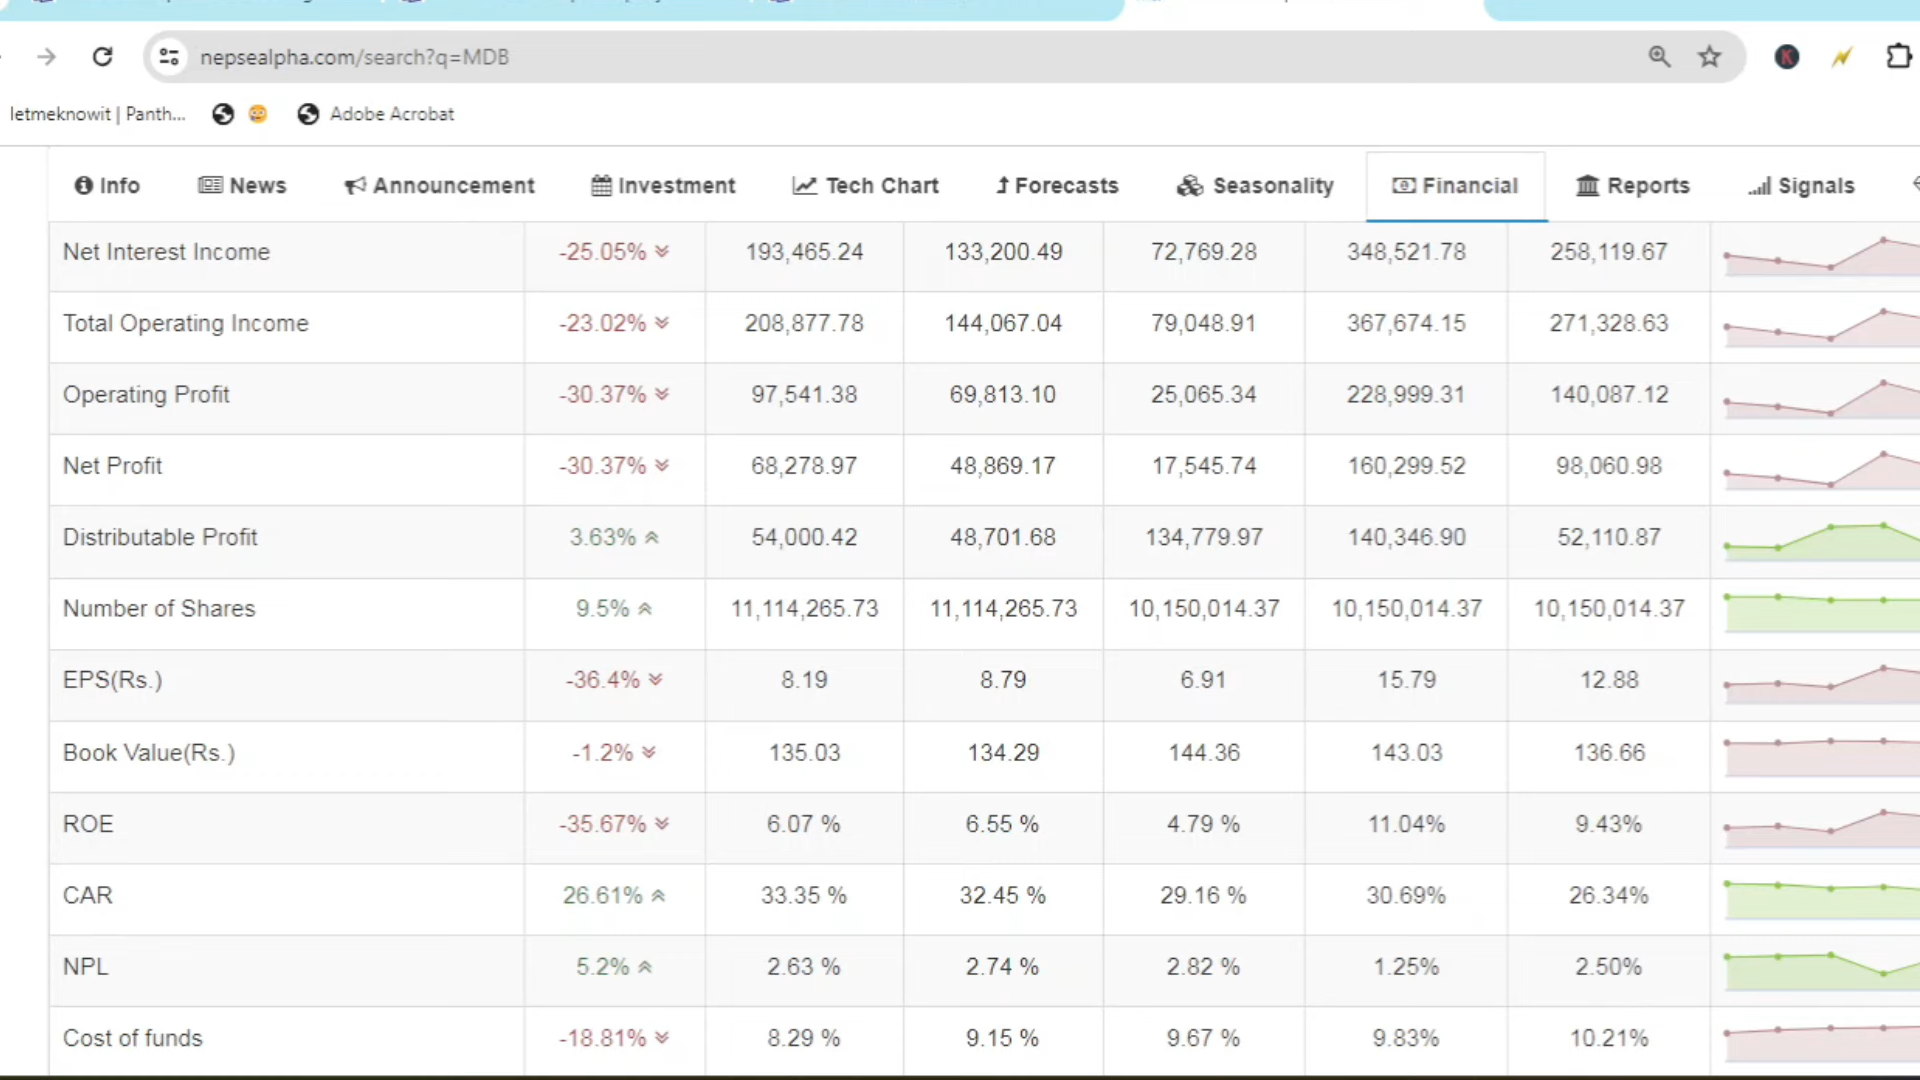 nepsealpha.com/search?q=MDB
letmeknowit | Panth... Adobe Acrobat
Info News Announcement Investment Tech Chart Forecasts Seasonality Financial Reports Signals
Net Interest Income -25.05% 193,465.24 133,200.49 72,769.28 348,521.78 258,119.67
Total Operating Income -23.02% 208,877.78 144,067.04 79,048.91 367,674.15 271,328.63
Operating Profit -30.37% 97,541.38 69,813.10 25,065.34 228,999.31 140,087.12
Net Profit -30.37% 68,278.97 48,869.17 17,545.74 160,299.52 98,060.98
Distributable Profit 3.63% 54,000.42 48,701.68 134,779.97 140,346.90 52,110.87
Number of Shares 9.5% 11,114,265.73 11,114,265.73 10,150,014.37 10,150,014.37 10,150,014.37
EPS(Rs.) -36.4% 8.19 8.79 6.91 15.79 12.88
Book Value(Rs.) -1.2% 135.03 134.29 144.36 143.03 136.66
ROE -35.67% 6.07 % 6.55 % 4.79 % 11.04% 9.43%
CAR 26.61% 33.35 % 32.45 % 29.16 % 30.69% 26.34%
NPL 5.2% 2.63 % 2.74 % 2.82 % 1.25% 2.50%
Cost of funds -18.81% 8.29 % 9.15 % 9.67 % 9.83% 10.21%